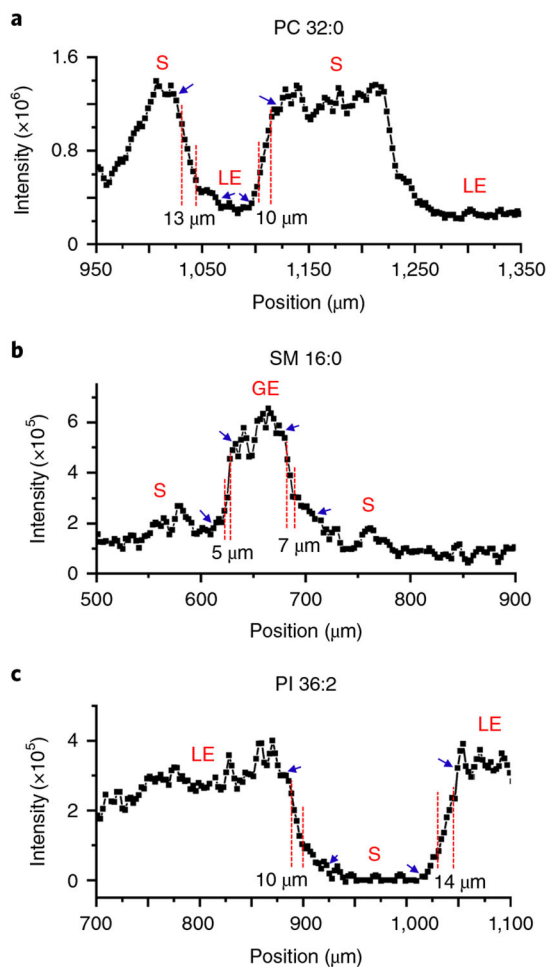 a
PC 32:0
S
S
LE
LE
13 μm
10 μm
Intensity (×10⁶)
1.6
0.8
0
950
1,050
1,150
1,250
1,350
Position (μm)
b
SM 16:0
GE
S
S
5 μm
7 μm
Intensity (×10⁵)
6
4
2
0
500
600
700
800
900
Position (μm)
c
PI 36:2
LE
LE
S
10 μm
14 μm
Intensity (×10⁵)
4
2
0
700
800
900
1,000
1,100
Position (μm)